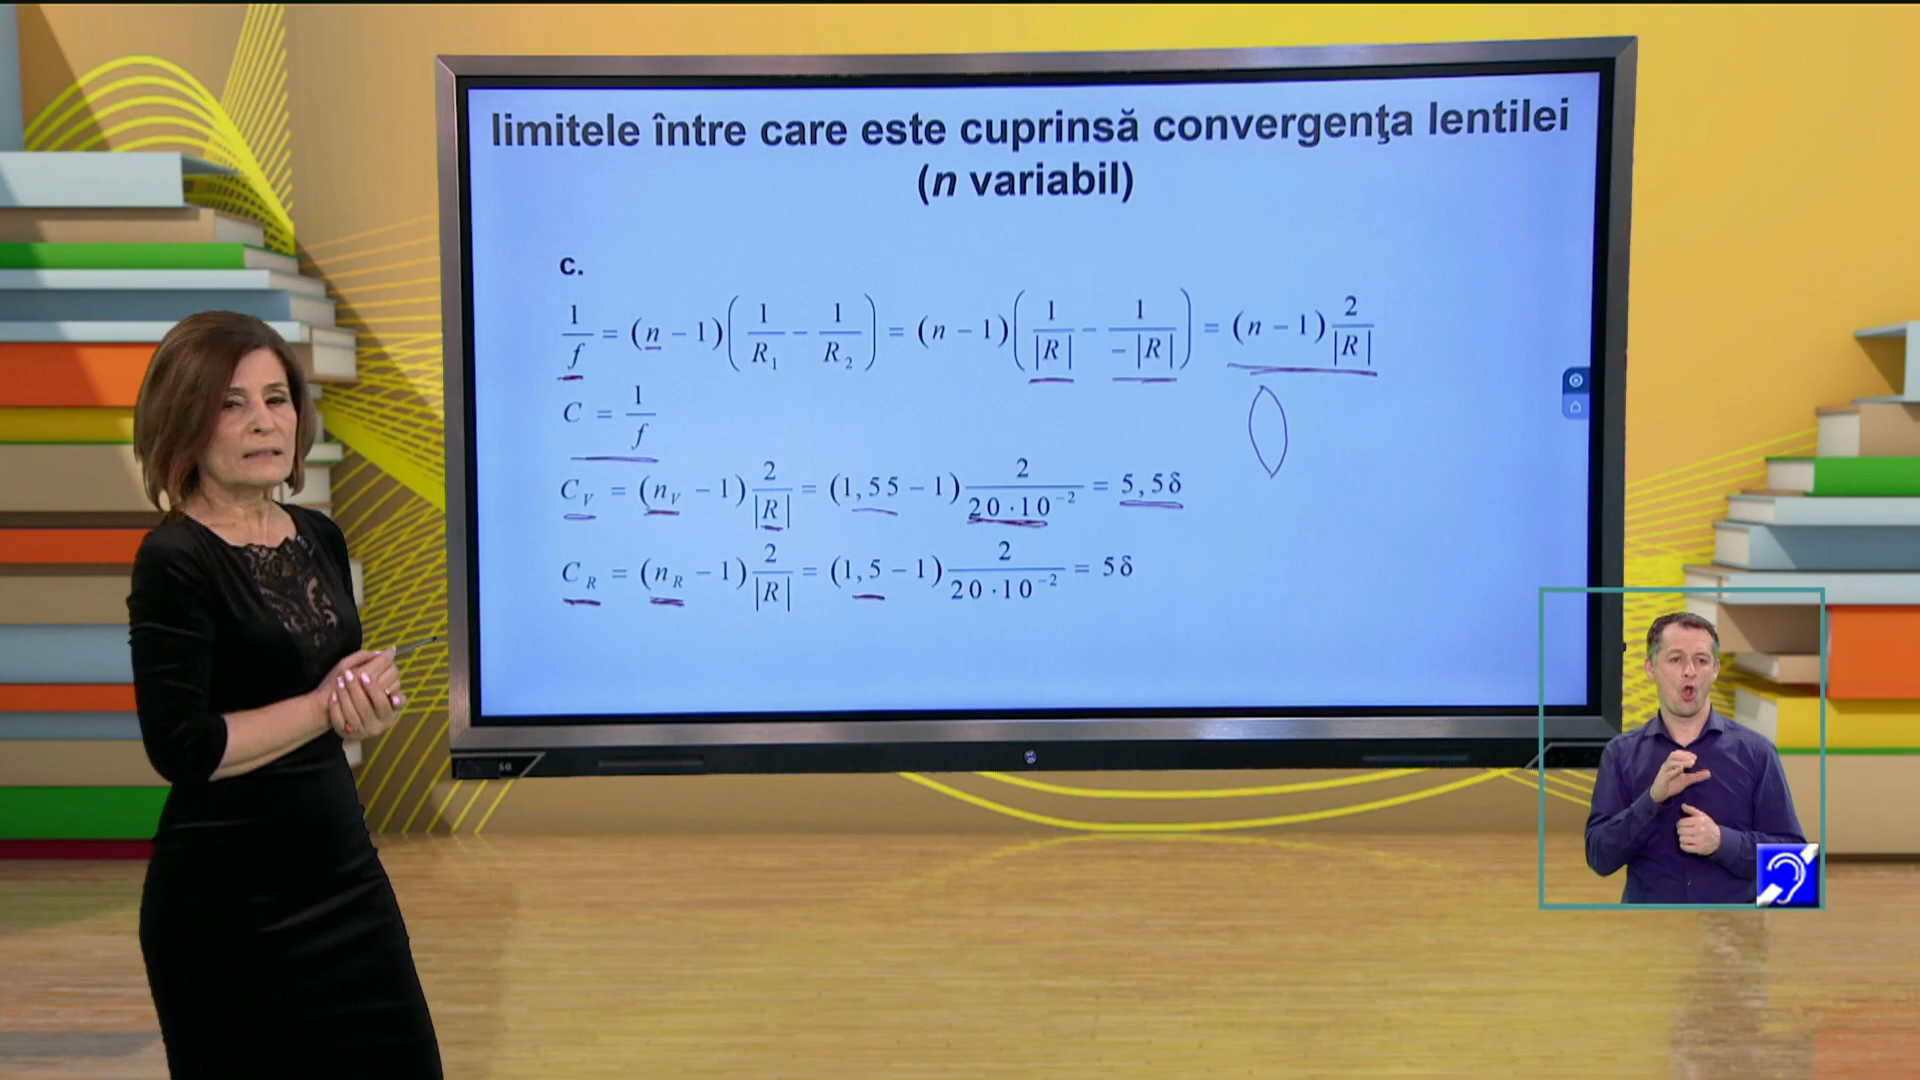 limitele între care este cuprinsă convergenţa lentilei
(n variabil)
c.
1/f = (n − 1)(1/R₁ − 1/R₂) = (n − 1)(1/|R| − 1/−|R|) = (n − 1) 2/|R|
C = 1/f
C_V = (n_V − 1) 2/|R| = (1,55 − 1) 2/20·10⁻² = 5,5δ
C_R = (n_R − 1) 2/|R| = (1,5 − 1) 2/20·10⁻² = 5δ